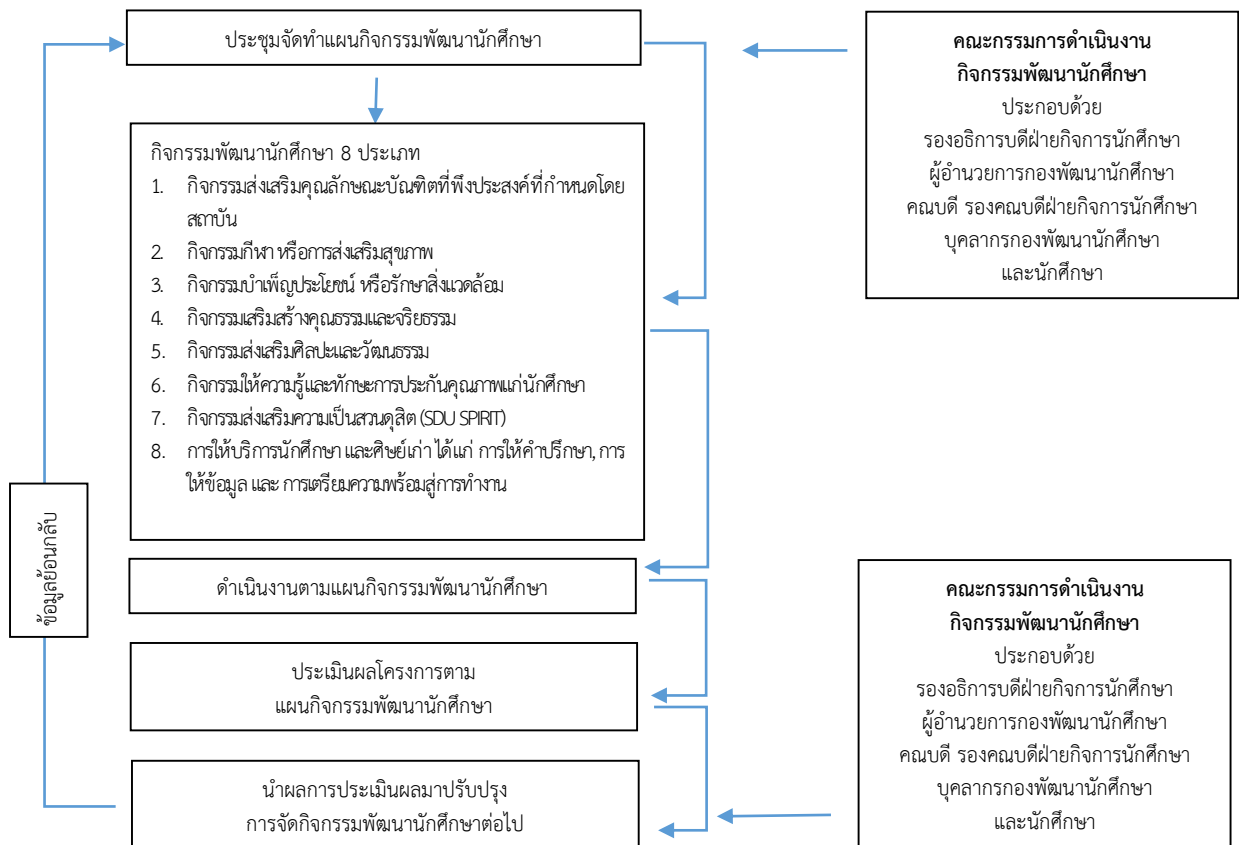 ประชุมจัดทำแผนกิจกรรมพัฒนานักศึกษา
คณะกรรมการดำเนินงาน
กิจกรรมพัฒนานักศึกษา
ประกอบด้วย
รองอธิการบดีฝ่ายกิจการนักศึกษา
ผู้อำนวยการกองพัฒนานักศึกษา
คณบดี รองคณบดีฝ่ายกิจการนักศึกษา
บุคลากรกองพัฒนานักศึกษา
และนักศึกษา
กิจกรรมพัฒนานักศึกษา 8 ประเภท
1. กิจกรรมส่งเสริมคุณลักษณะบัณฑิตที่พึงประสงค์ที่กำหนดโดย
สถาบัน
2. กิจกรรมกีฬา หรือการส่งเสริมสุขภาพ
3. กิจกรรมบำเพ็ญประโยชน์ หรือรักษาสิ่งแวดล้อม
4. กิจกรรมเสริมสร้างคุณธรรมและจริยธรรม
5. กิจกรรมส่งเสริมศิลปะและวัฒนธรรม
6. กิจกรรมให้ความรู้และทักษะการประกันคุณภาพแก่นักศึกษา
7. กิจกรรมส่งเสริมความเป็นสวนดุสิต (SDU SPIRIT)
8. การให้บริการนักศึกษา และศิษย์เก่า ได้แก่ การให้คำปรึกษา, การ
ให้ข้อมูล และ การเตรียมความพร้อมสู่การทำงาน
ข้อมูลย้อนกลับ
ดำเนินงานตามแผนกิจกรรมพัฒนานักศึกษา
ประเมินผลโครงการตาม
แผนกิจกรรมพัฒนานักศึกษา
นำผลการประเมินผลมาปรับปรุง
การจัดกิจกรรมพัฒนานักศึกษาต่อไป
คณะกรรมการดำเนินงาน
กิจกรรมพัฒนานักศึกษา
ประกอบด้วย
รองอธิการบดีฝ่ายกิจการนักศึกษา
ผู้อำนวยการกองพัฒนานักศึกษา
คณบดี รองคณบดีฝ่ายกิจการนักศึกษา
บุคลากรกองพัฒนานักศึกษา
และนักศึกษา